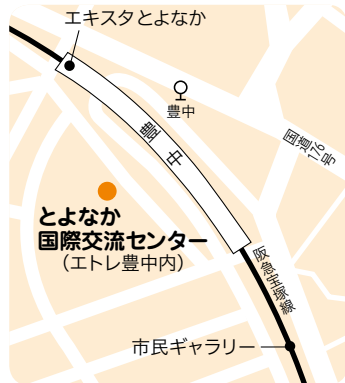 エキスタとよなか
豊中
豊中
国道176号
とよなか
国際交流センター
（エトレ豊中内）
阪急宝塚線
市民ギャラリー